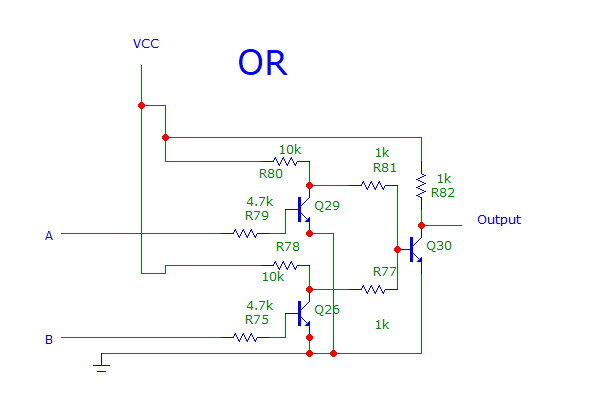 VCC
OR
10k
R80
1k
R81
1k
R82
4.7k
R79
Q29
Output
A
R78
Q30
10k
R77
4.7k
R75
Q26
1k
B